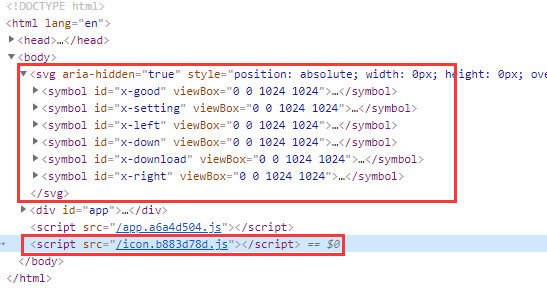 <!DOCTYPE html>
<html lang="en">
<head>…</head>
<body>
<svg aria-hidden="true" style="position: absolute; width: 0px; height: 0px; ove
<symbol id="x-good" viewBox="0 0 1024 1024">…</symbol>
<symbol id="x-setting" viewBox="0 0 1024 1024">…</symbol>
<symbol id="x-left" viewBox="0 0 1024 1024">…</symbol>
<symbol id="x-down" viewBox="0 0 1024 1024">…</symbol>
<symbol id="x-download" viewBox="0 0 1024 1024">…</symbol>
<symbol id="x-right" viewBox="0 0 1024 1024">…</symbol>
</svg>
<div id="app">…</div>
<script src="/app.a6a4d504.js"></script>
<script src="/icon.b883d78d.js"></script> == $0
</body>
</html>